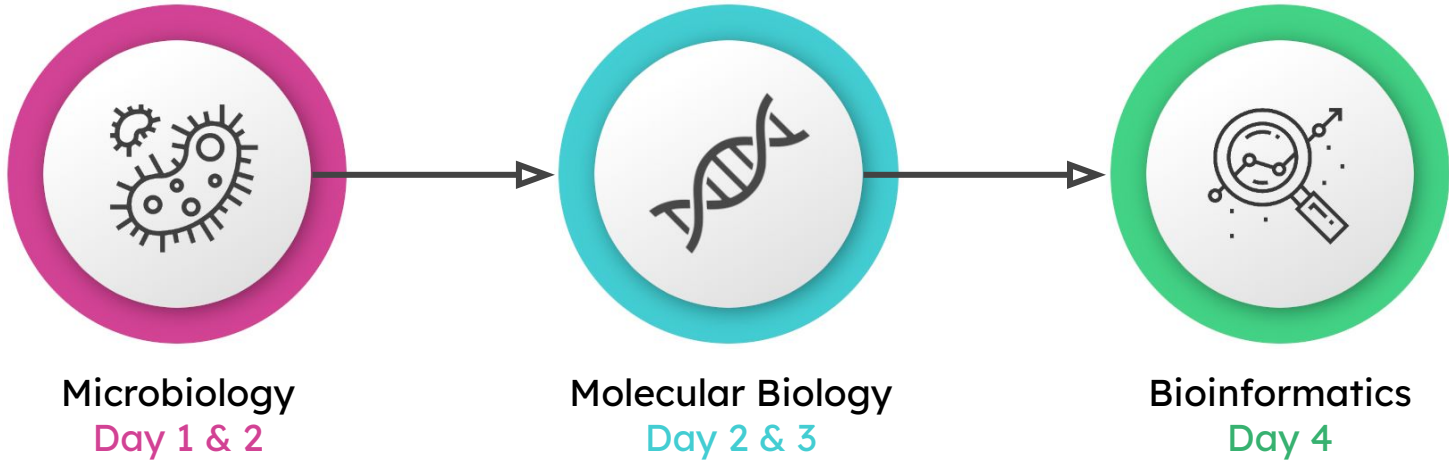 Microbiology
Day 1 & 2
Molecular Biology
Day 2 & 3
Bioinformatics
Day 4